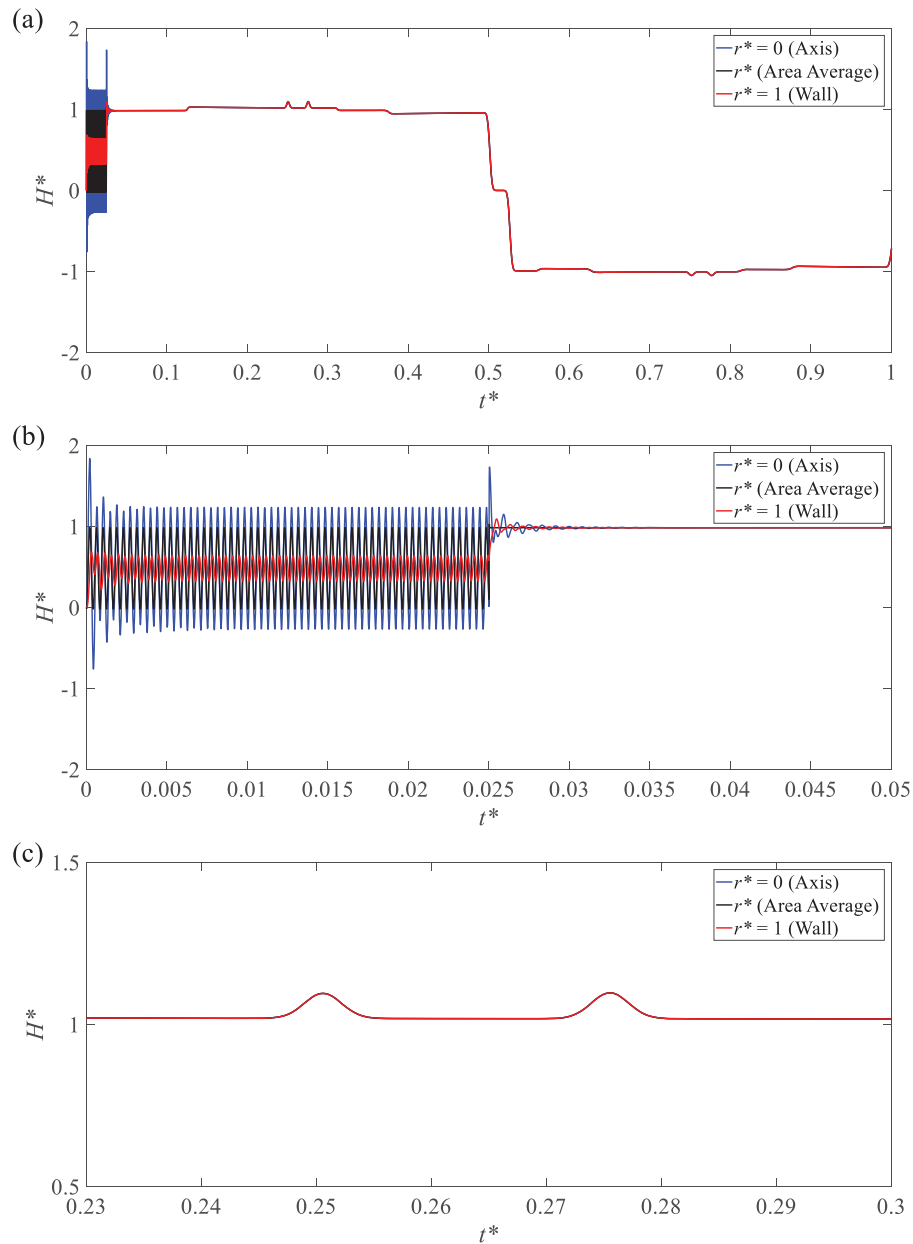 (a)
2
1
0
-1
-2
H*
r* = 0 (Axis)
r* (Area Average)
r* = 1 (Wall)
0 0.1 0.2 0.3 0.4 0.5 0.6 0.7 0.8 0.9 1
t*
(b)
2
1
0
-1
-2
H*
r* = 0 (Axis)
r* (Area Average)
r* = 1 (Wall)
0 0.005 0.01 0.015 0.02 0.025 0.03 0.035 0.04 0.045 0.05
t*
(c)
1.5
1
0.5
H*
r* = 0 (Axis)
r* (Area Average)
r* = 1 (Wall)
0.23 0.24 0.25 0.26 0.27 0.28 0.29 0.3
t*